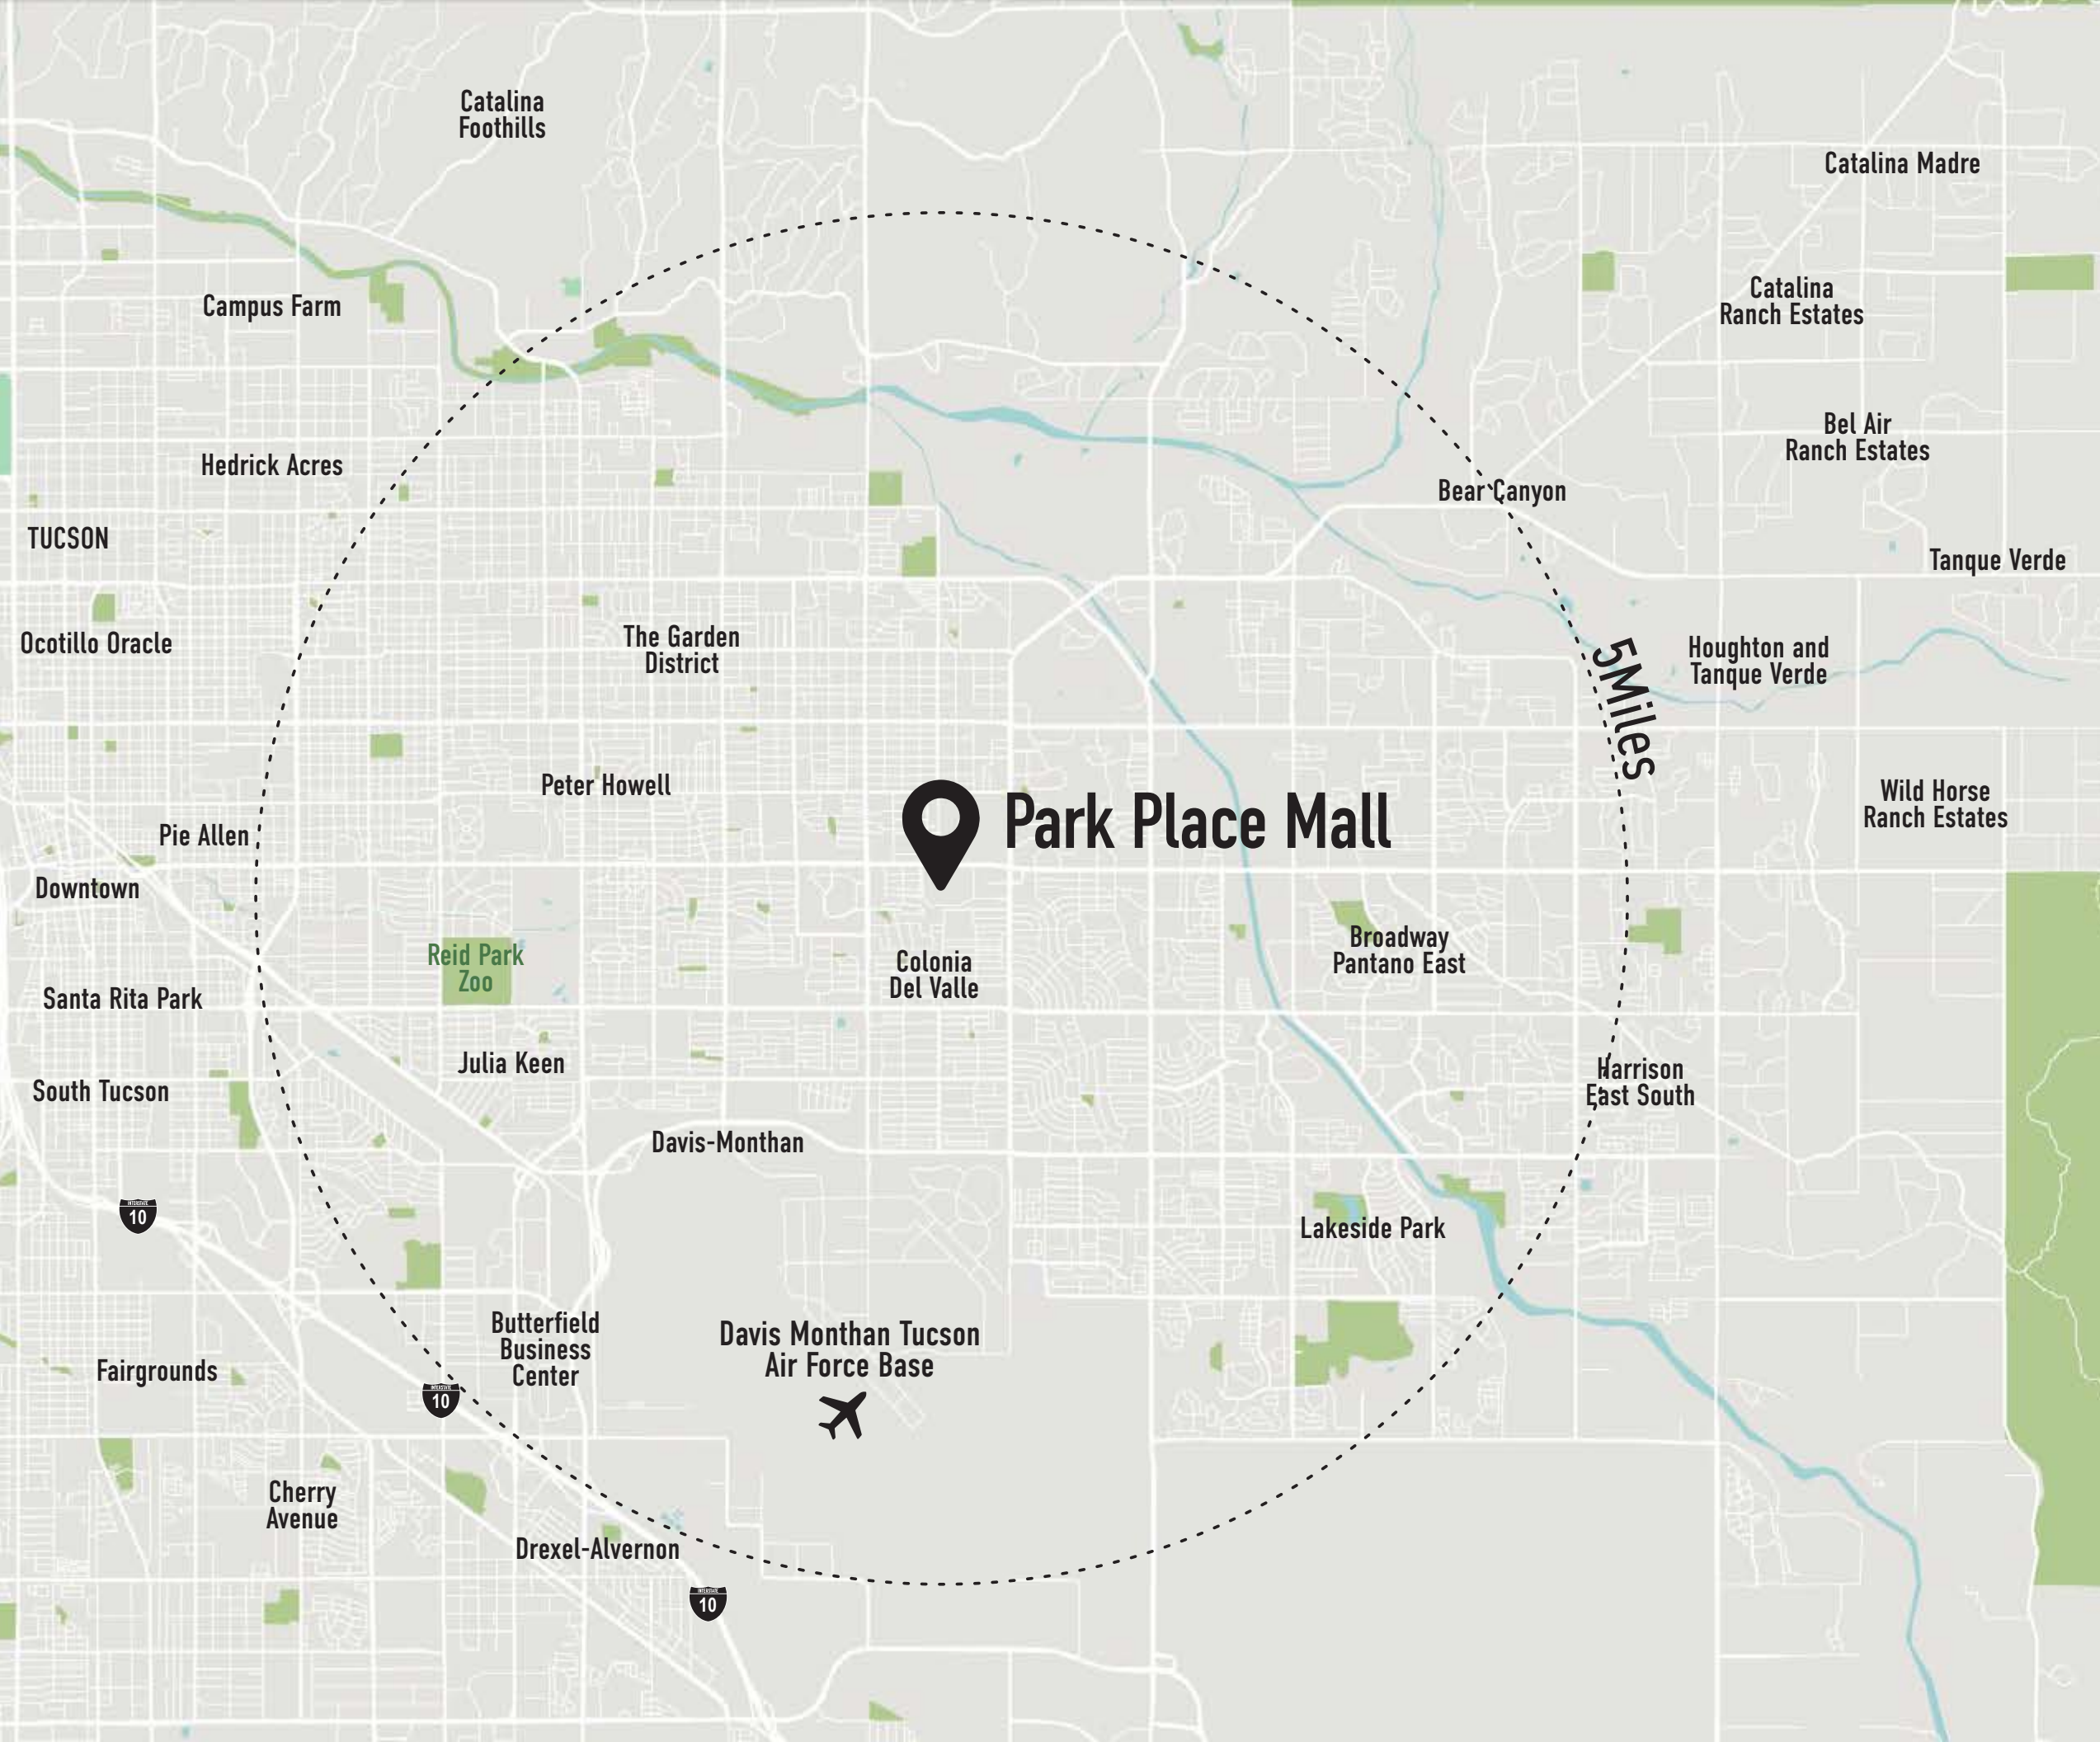 Catalina
Foothills
Catalina Madre
Catalina
Ranch Estates
Campus Farm
Bel Air
Ranch Estates
Hedrick Acres
Bear Canyon
TUCSON
Tanque Verde
Ocotillo Oracle
The Garden
District
5Miles
Houghton and
Tanque Verde
Peter Howell
Park Place Mall
Wild Horse
Ranch Estates
Pie Allen
Downtown
Reid Park
Zoo
Colonia
Del Valle
Broadway
Pantano East
Santa Rita Park
Julia Keen
Harrison
East South
South Tucson
Davis-Monthan
INTERSTATE
10
Lakeside Park
Butterfield
Business
Center
Davis Monthan Tucson
Air Force Base
Fairgrounds
INTERSTATE
10
Cherry
Avenue
Drexel-Alvernon
INTERSTATE
10